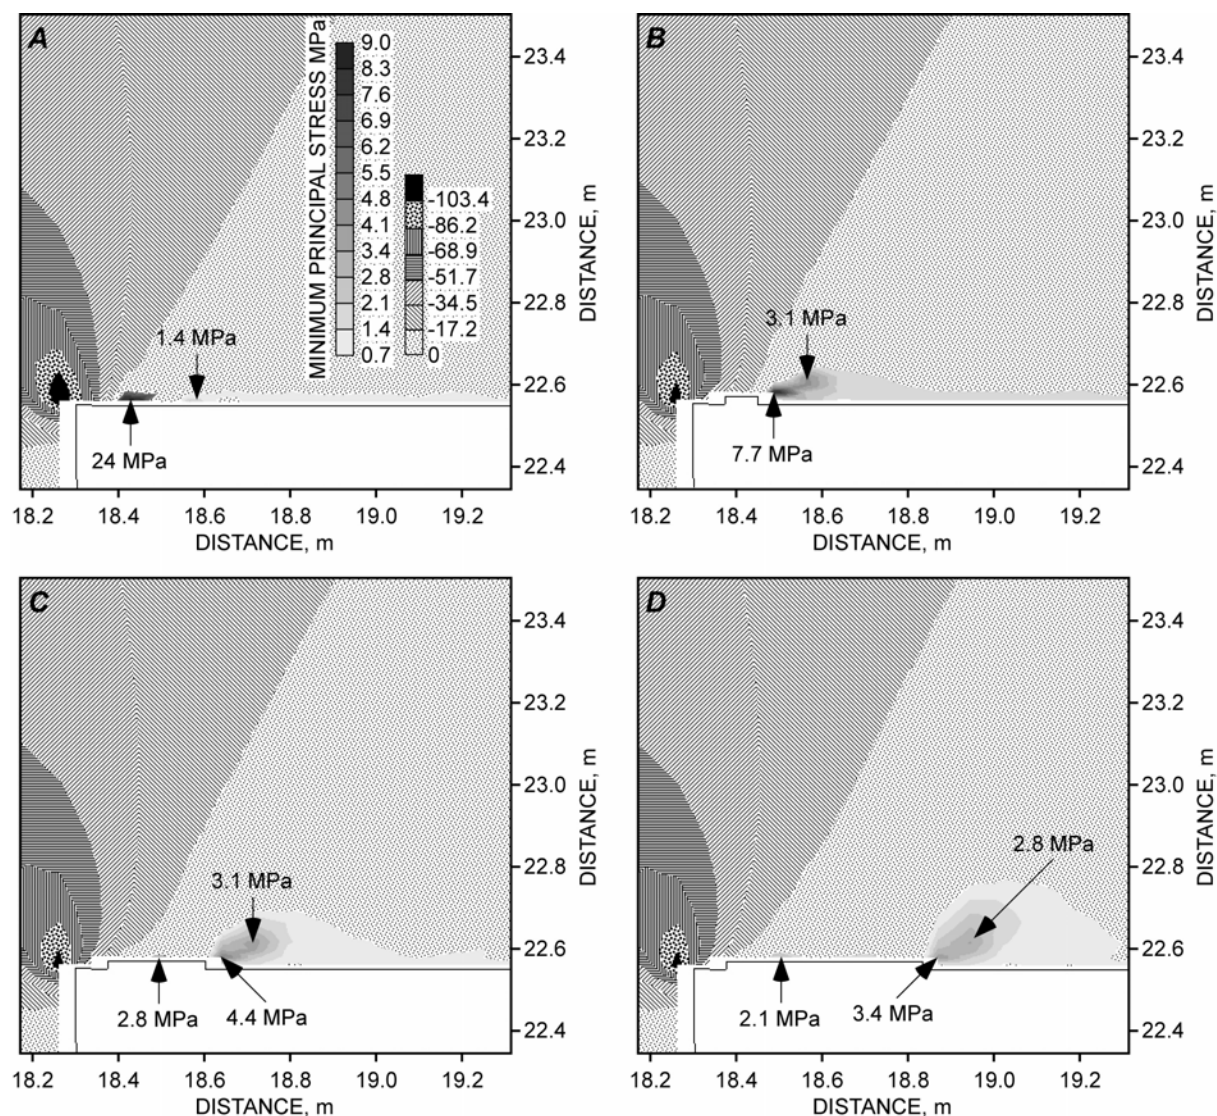 A
MINIMUM PRINCIPAL STRESS MPa
9.0
8.3
7.6
6.9
6.2
5.5
4.8
4.1
3.4
2.8
2.1
1.4
0.7
-103.4
-86.2
-68.9
-51.7
-34.5
-17.2
0
1.4 MPa
24 MPa
23.4
23.2
23.0
22.8
22.6
22.4
DISTANCE, m
18.2 18.4 18.6 18.8 19.0 19.2
DISTANCE, m
B
3.1 MPa
7.7 MPa
23.4
23.2
23.0
22.8
22.6
22.4
DISTANCE, m
18.2 18.4 18.6 18.8 19.0 19.2
DISTANCE, m
C
3.1 MPa
2.8 MPa
4.4 MPa
23.4
23.2
23.0
22.8
22.6
22.4
DISTANCE, m
18.2 18.4 18.6 18.8 19.0 19.2
DISTANCE, m
D
2.8 MPa
2.1 MPa
3.4 MPa
23.4
23.2
23.0
22.8
22.6
22.4
DISTANCE, m
18.2 18.4 18.6 18.8 19.0 19.2
DISTANCE, m